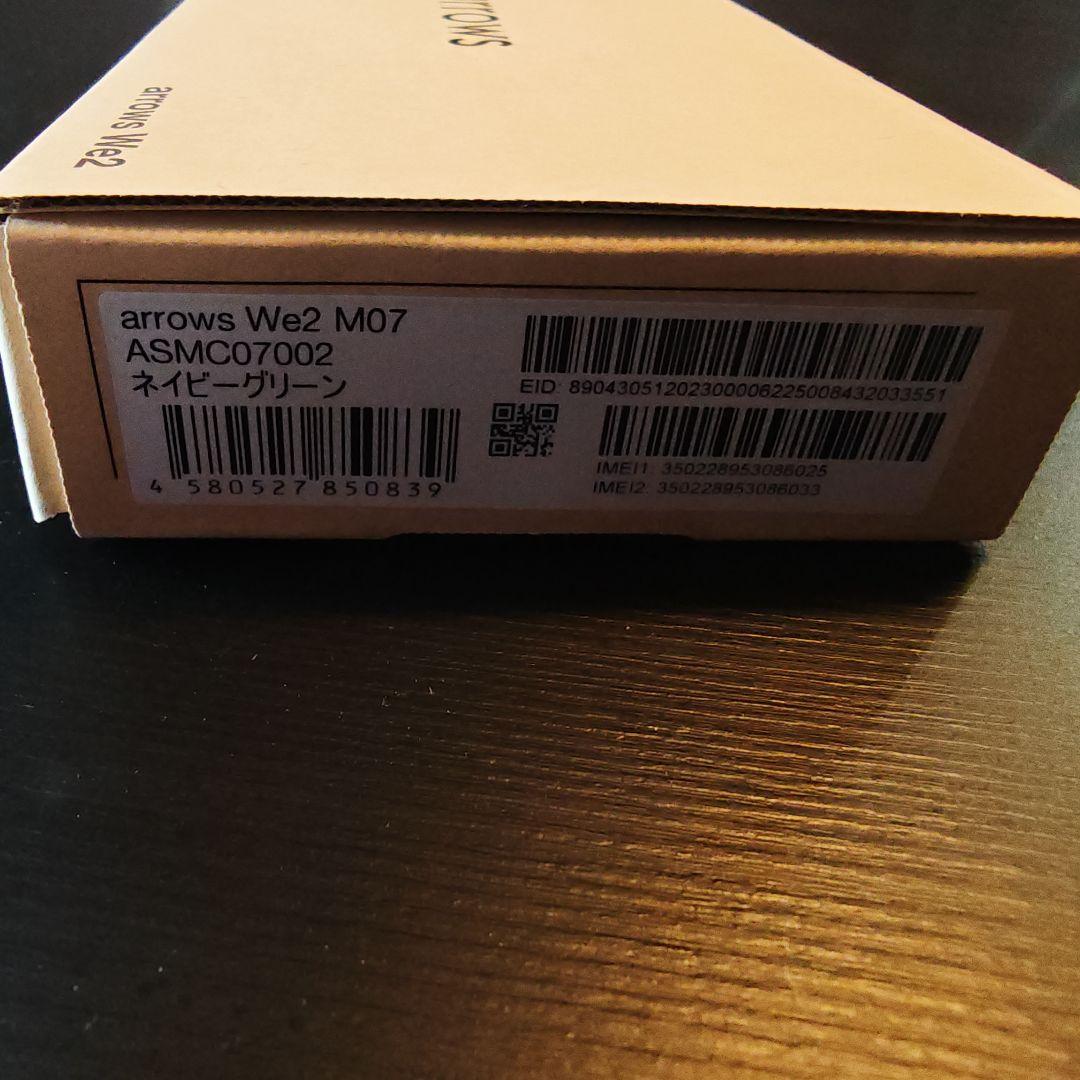 rrows
arrows We2
arrows We2 M07
ASMC07002
ネイビーグリーン
4 580527 850839
EID: 89043051202300006225008432033551
IMEI1: 350228953086025
IMEI2: 350228953086033